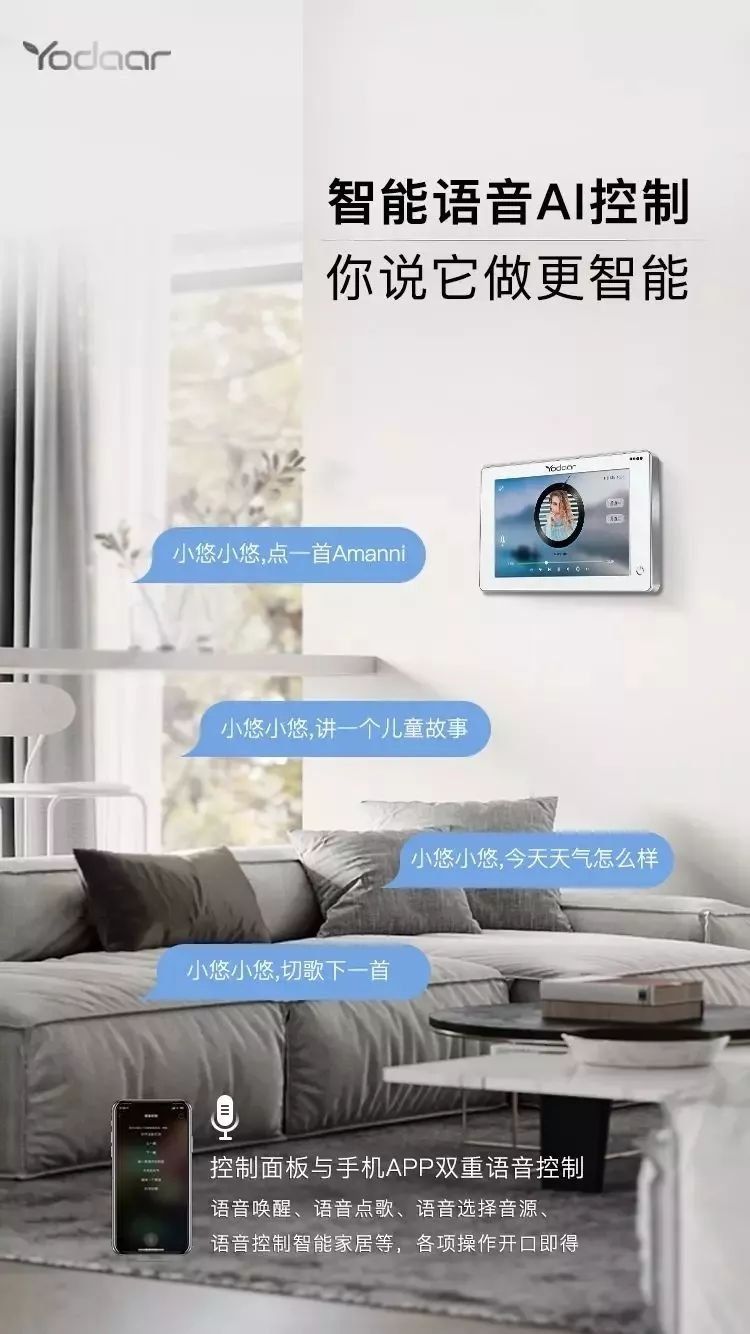 Yodaar
智能语音AI控制
你说它做更智能
Yodaar
小悠小悠,点一首Amanni
小悠小悠,讲一个儿童故事
小悠小悠,今天天气怎么样
小悠小悠,切歌下一首
控制面板与手机APP双重语音控制
语音唤醒、语音点歌、语音选择音源、
语音控制智能家居等，各项操作开口即得